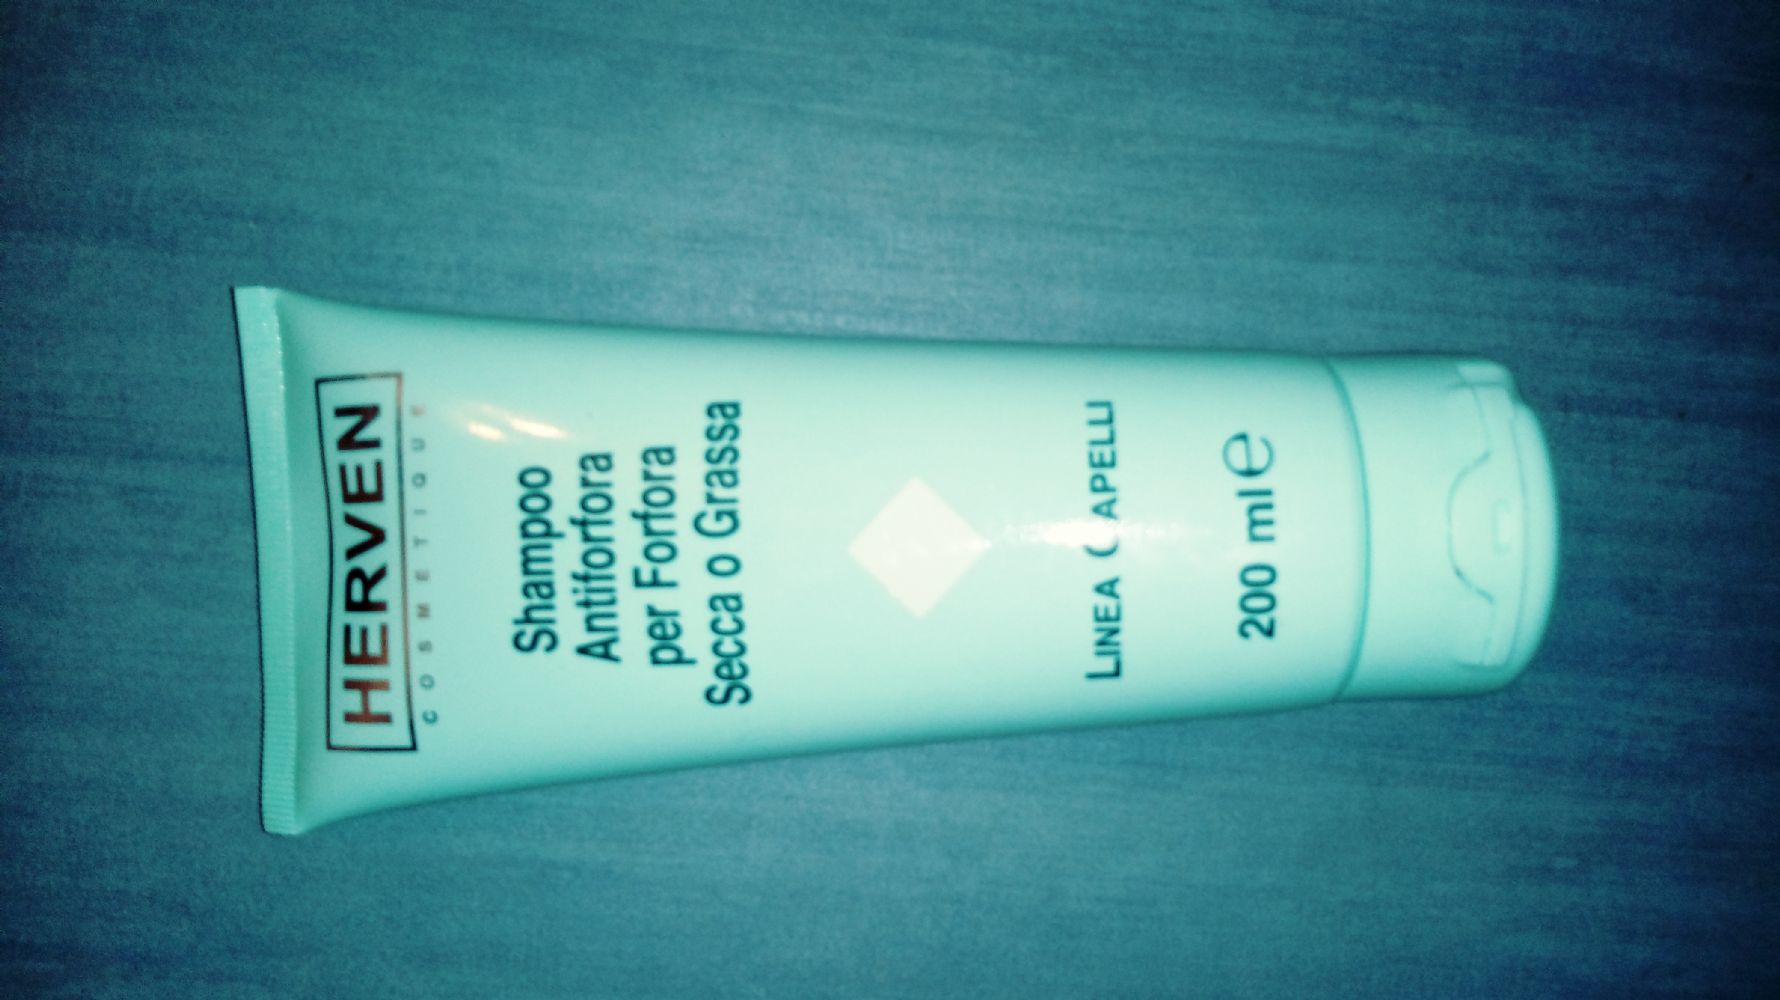 HERVEN
COSMETIQUE
Shampoo
Antiforfora
per Forfora
Secca o Grassa
LINEA CAPELLI
200 ml ℮